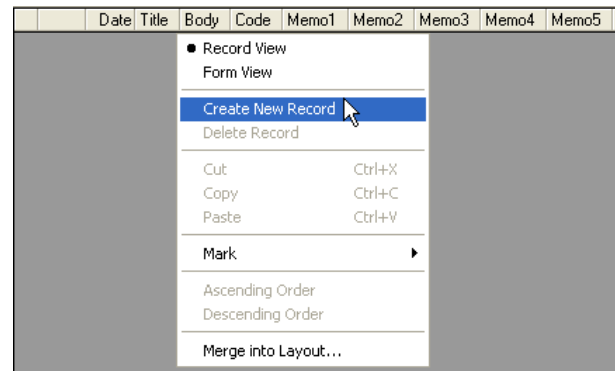 Date Title Body Code Memo1 Memo2 Memo3 Memo4 Memo5
Record View
Form View
Create New Record
Delete Record
Cut Ctrl+X
Copy Ctrl+C
Paste Ctrl+V
Mark
Ascending Order
Descending Order
Merge into Layout...